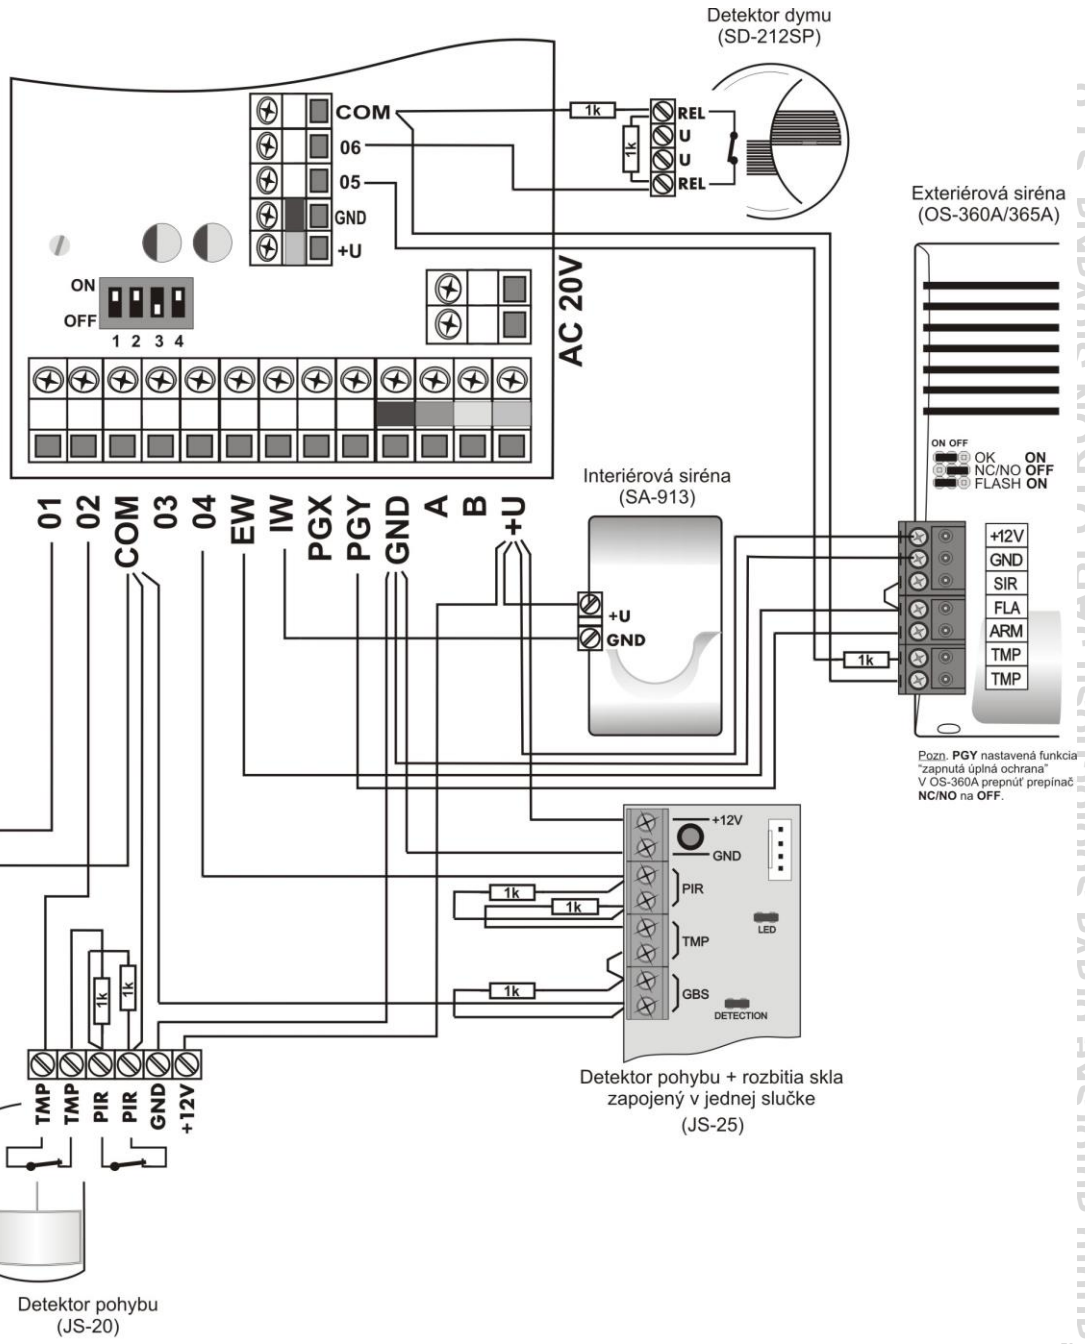 Detektor dymu
(SD-212SP)
COM
06
05
GND
+U
1k
1k
REL
U
U
REL
Exteriérová siréna
(OS-360A/365A)
ON
OFF
1 2 3 4
AC 20V
ON OFF
OK ON
NC/NO OFF
FLASH ON
01
02
COM
03
04
EW
IW
PGX
PGY
GND
A
B
+U
Interiérová siréna
(SA-913)
+U
GND
+12V
GND
SIR
FLA
ARM
TMP
TMP
1k
Pozn. PGY nastavená funkcia
"zapnutá úplná ochrana"
V OS-360A prepnúť prepínač
NC/NO na OFF.
+12V
GND
PIR
TMP
GBS
LED
DETECTION
1k
1k
1k
Detektor pohybu + rozbitia skla
zapojený v jednej slučke
(JS-25)
1k
1k
TMP
TMP
PIR
PIR
GND
+12V
Detektor pohybu
(JS-20)